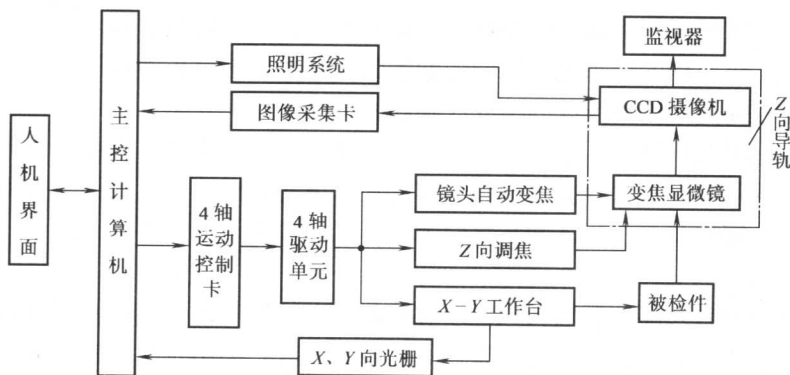 监视器
照明系统
CCD 摄像机
图像采集卡
Z向导轨
人机界面
主控计算机
镜头自动变焦
变焦显微镜
4 轴
运动
控制
卡
4 轴
驱动
单元
Z向调焦
X-Y工作台
被检件
X、Y向光栅